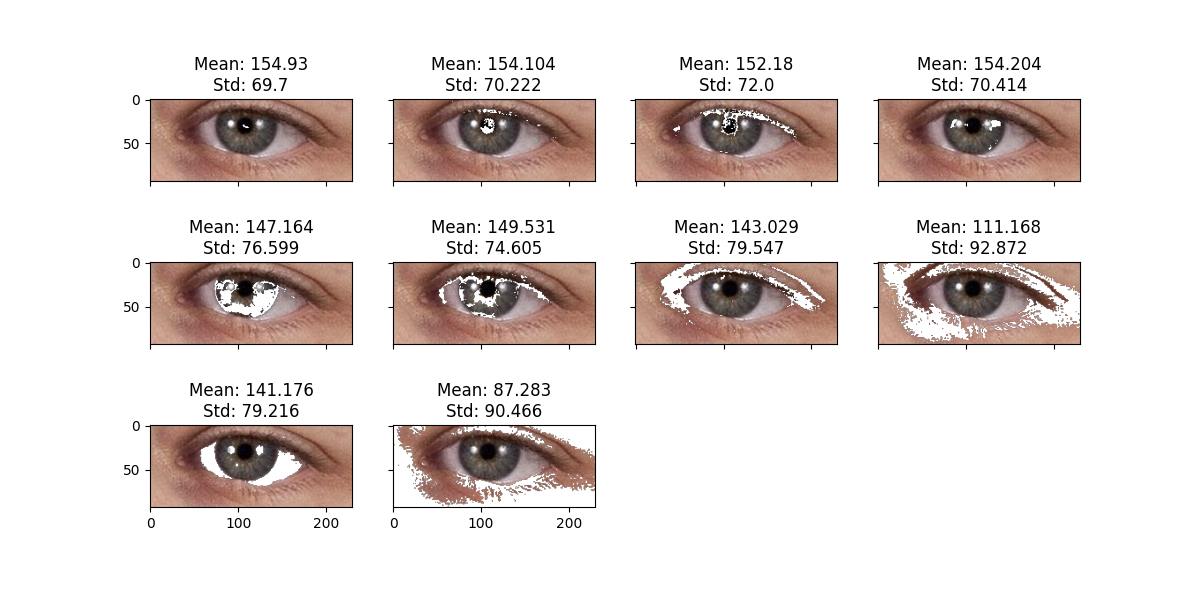 Mean: 154.93
Std: 69.7
Mean: 154.104
Std: 70.222
Mean: 152.18
Std: 72.0
Mean: 154.204
Std: 70.414
0
50
Mean: 147.164
Std: 76.599
Mean: 149.531
Std: 74.605
Mean: 143.029
Std: 79.547
Mean: 111.168
Std: 92.872
0
50
Mean: 141.176
Std: 79.216
Mean: 87.283
Std: 90.466
0
50
0 100 200
0 100 200